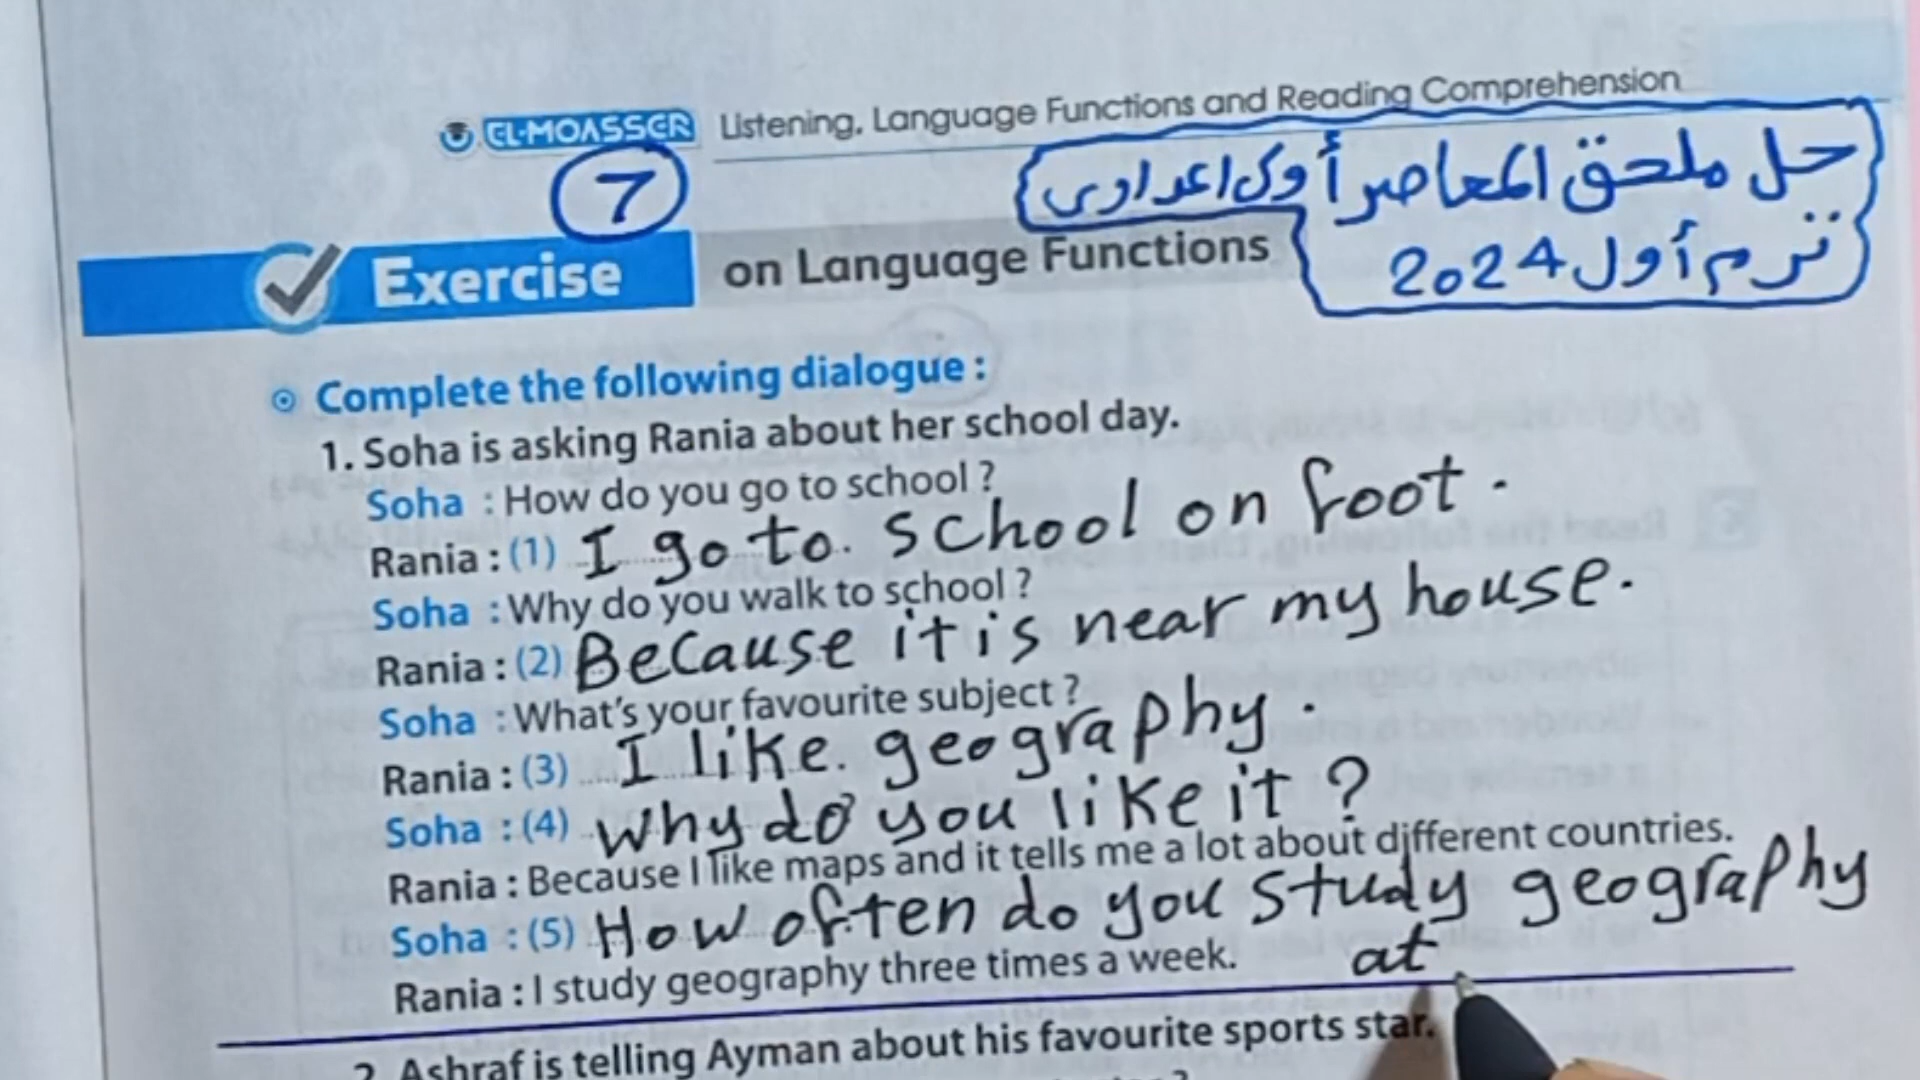 EL-MOASSER Listening, Language Functions and Reading Comprehension
7
حل ملحق المعاصر أولى اعدادى
ترم أول 2024
Exercise on Language Functions
Complete the following dialogue :
1. Soha is asking Rania about her school day.
Soha : How do you go to school ?
Rania : (1) I go to school on foot.
Soha : Why do you walk to school ?
Rania : (2) Because it is near my house.
Soha : What's your favourite subject ?
Rania : (3) I like geography.
Soha : (4) Why do you like it ?
Rania : Because I like maps and it tells me a lot about different countries.
Soha : (5) How often do you study geography
at
Rania : I study geography three times a week.
2. Ashraf is telling Ayman about his favourite sports star.